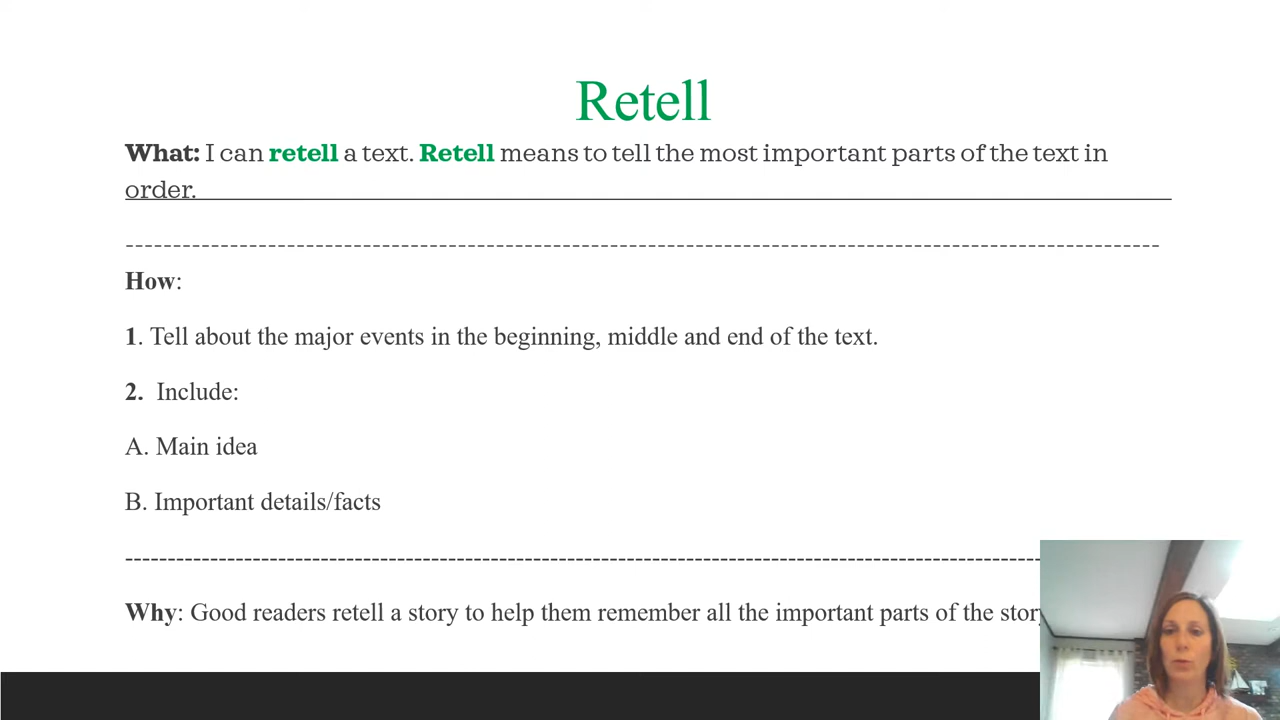 Retell
What: I can retell a text. Retell means to tell the most important parts of the text in
order.
How:
1. Tell about the major events in the beginning, middle and end of the text.
2. Include:
A. Main idea
B. Important details/facts
Why: Good readers retell a story to help them remember all the important parts of the